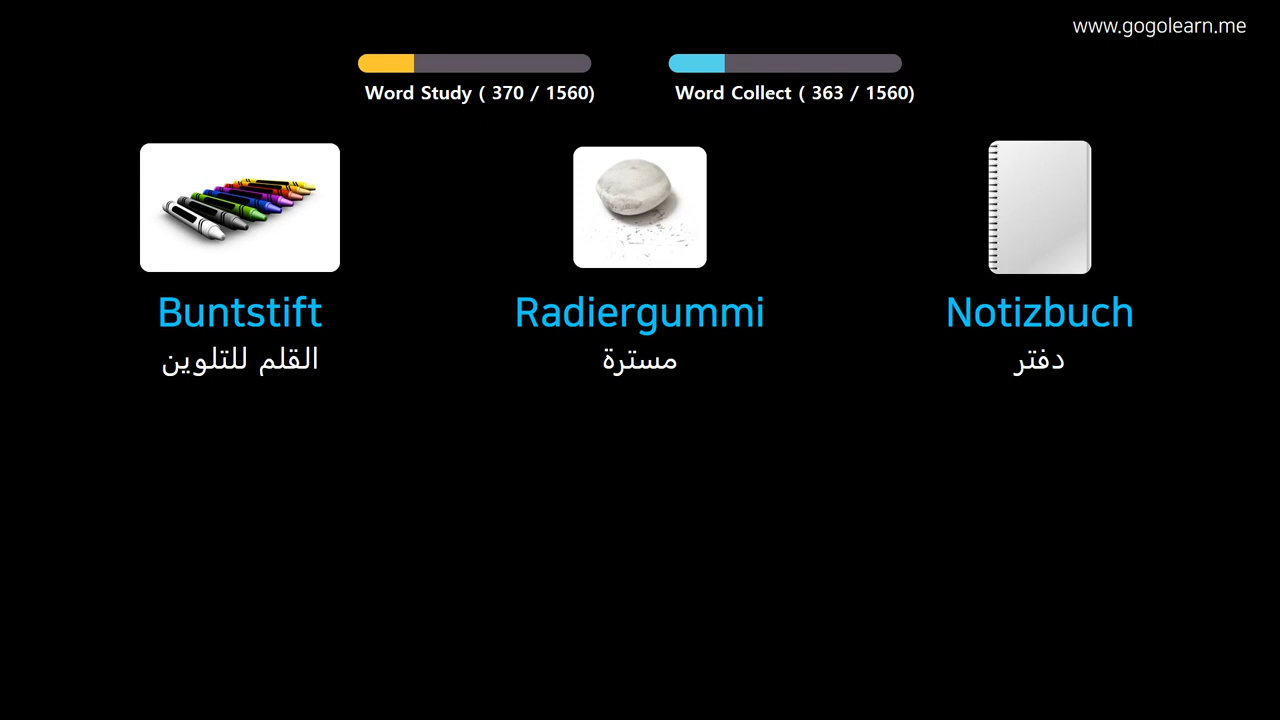 www.gogolearn.me
Word Study ( 370 / 1560)
Word Collect ( 363 / 1560)
Buntstift
Radiergummi
Notizbuch
القلم للتلوين
مسترة
دفتر